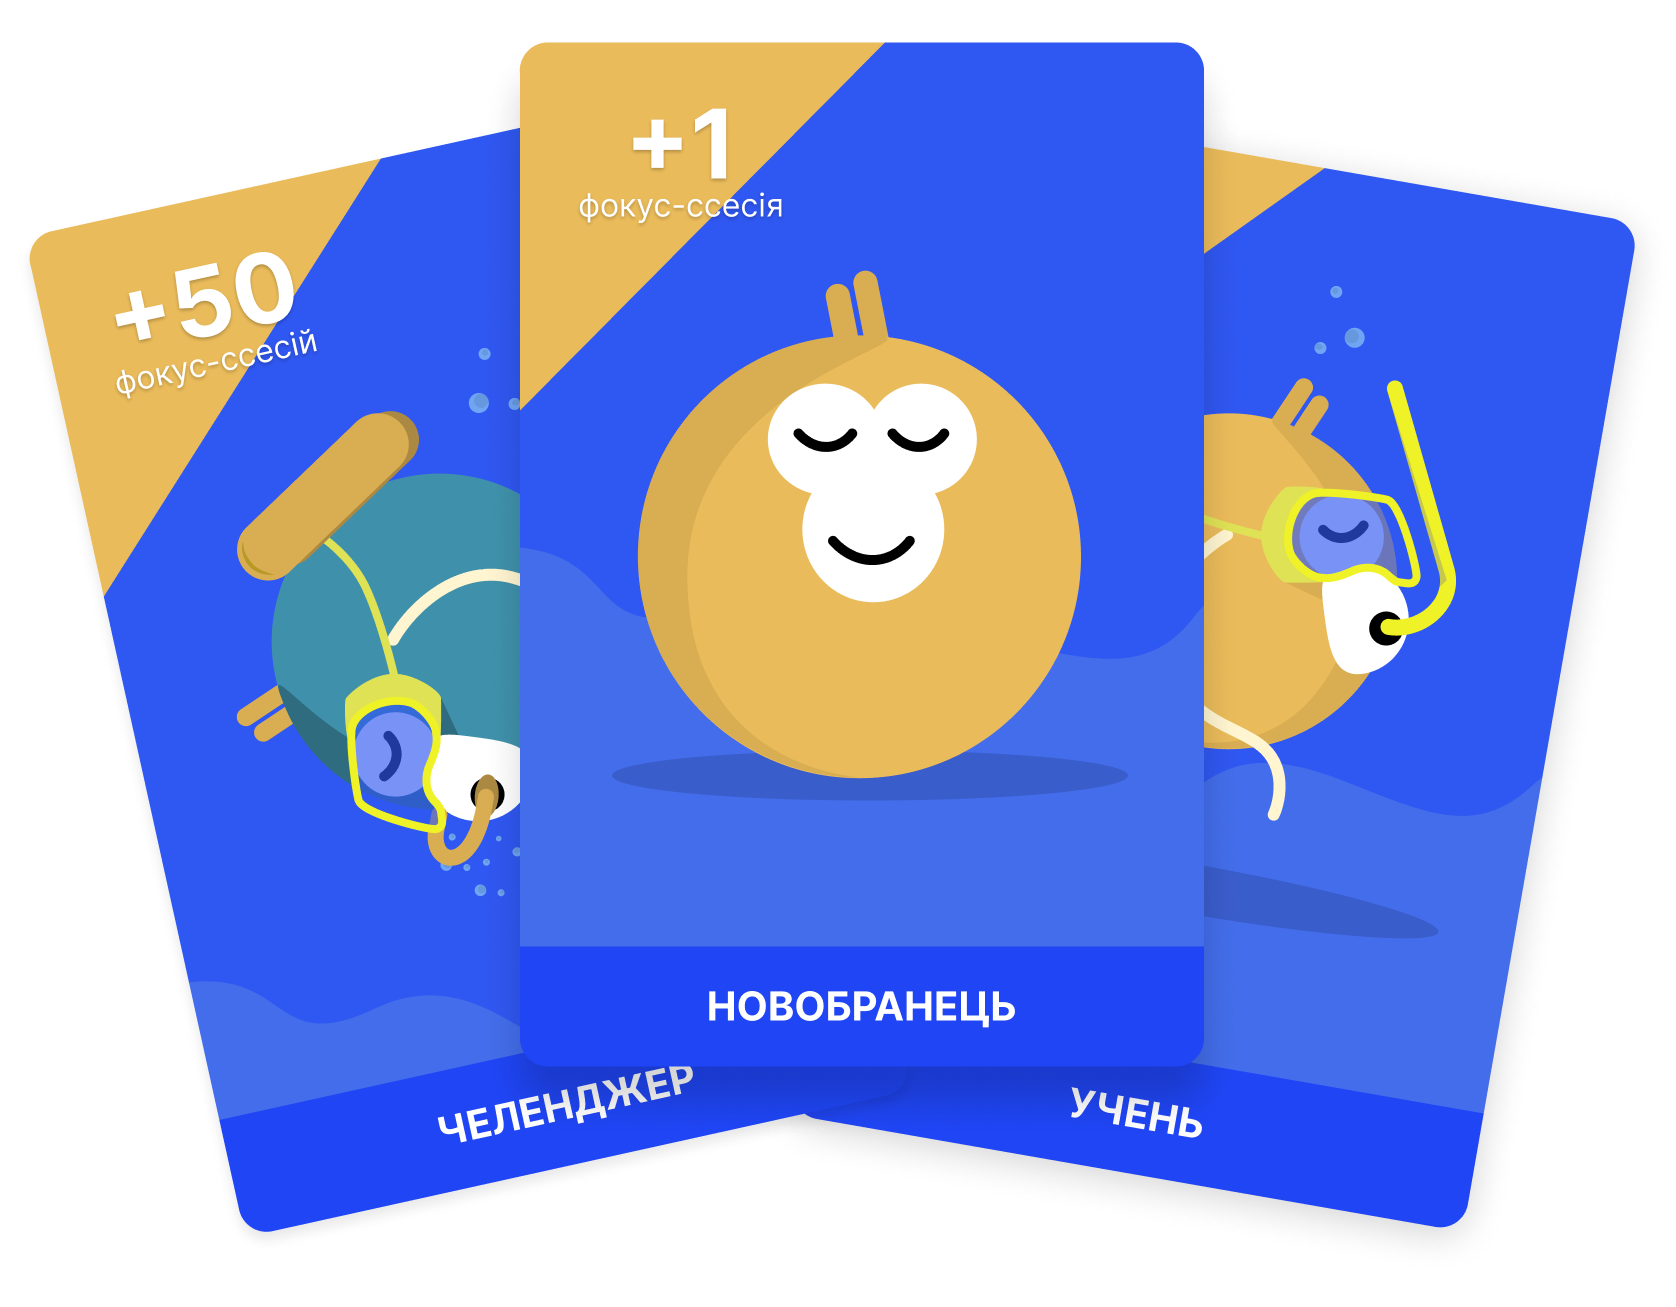 +50
фокус-ссесій
ЧЕЛЕНДЖЕР
+1
фокус-ссесія
НОВОБРАНЕЦЬ
УЧЕНЬ